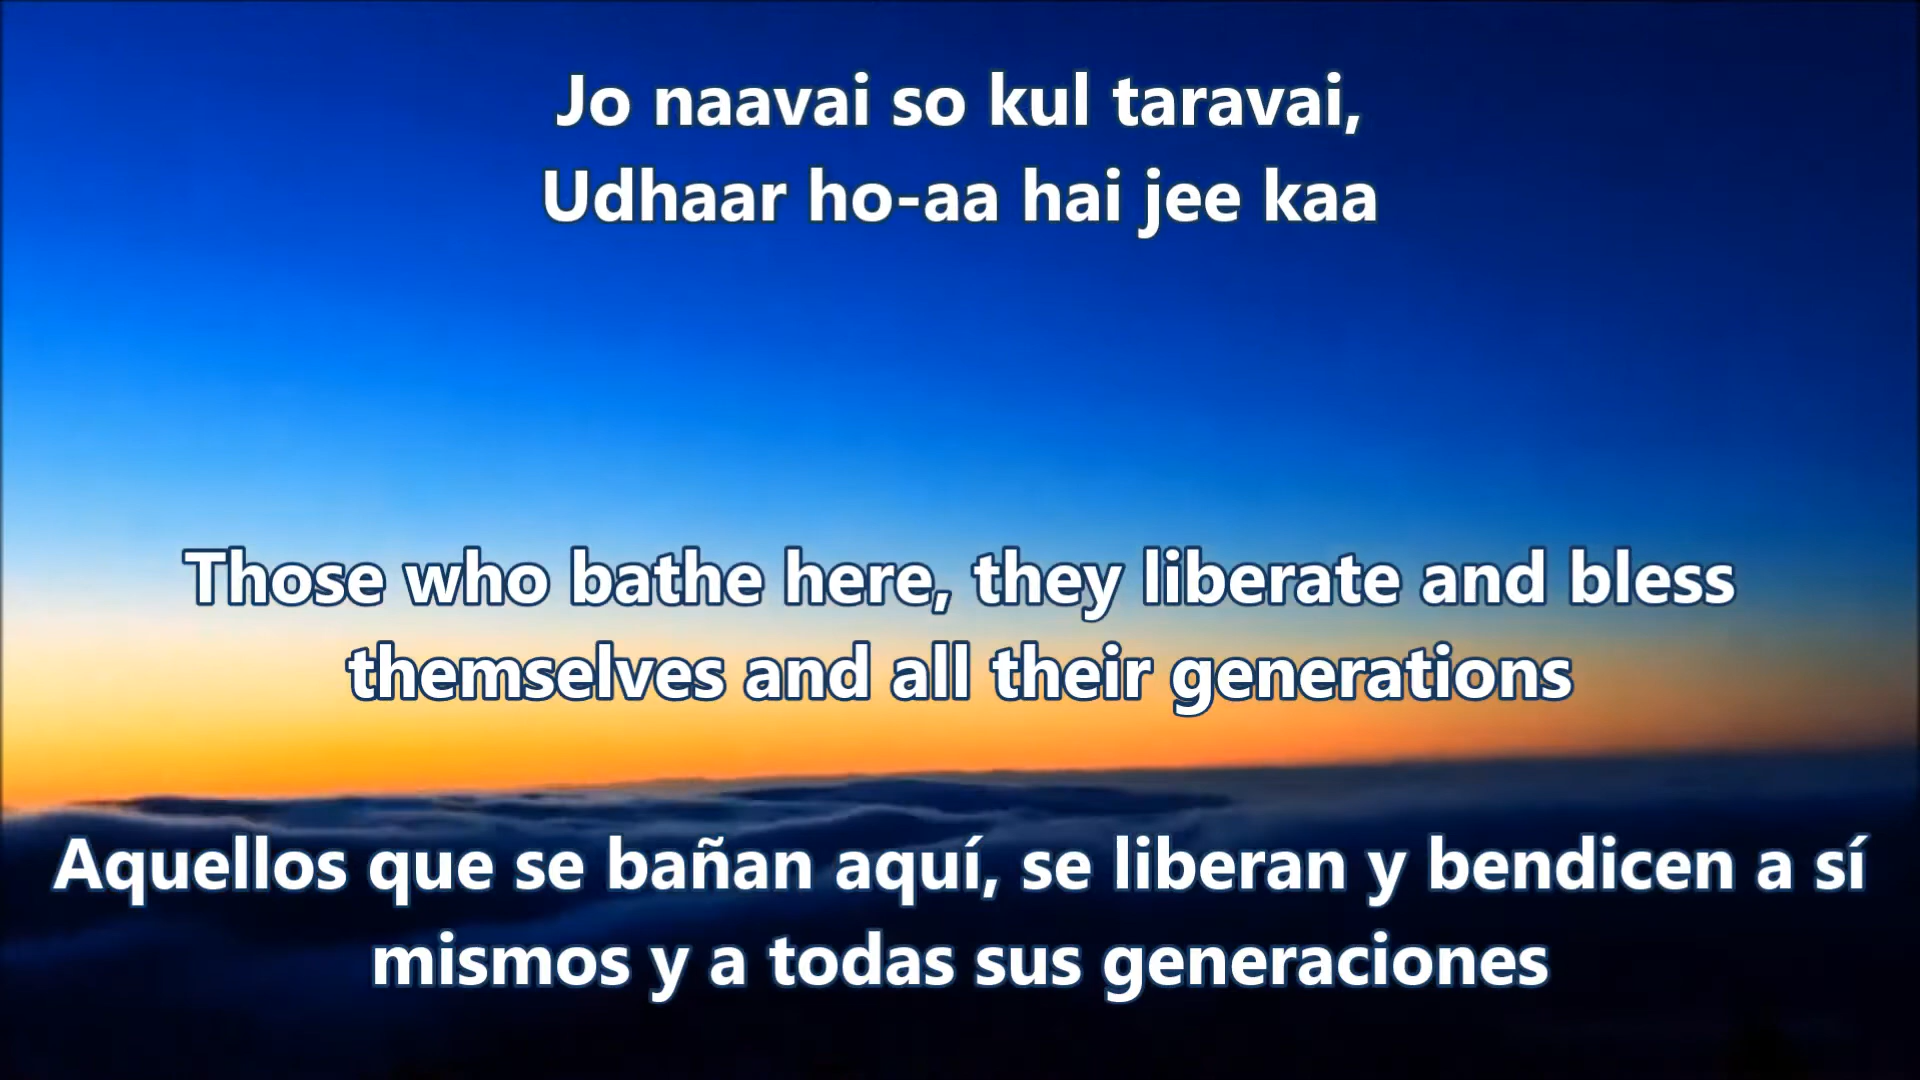 Jo naavai so kul taravai,
Udhaar ho-aa hai jee kaa
Those who bathe here, they liberate and bless
themselves and all their generations
Aquellos que se bañan aquí, se liberan y bendicen a sí
mismos y a todas sus generaciones